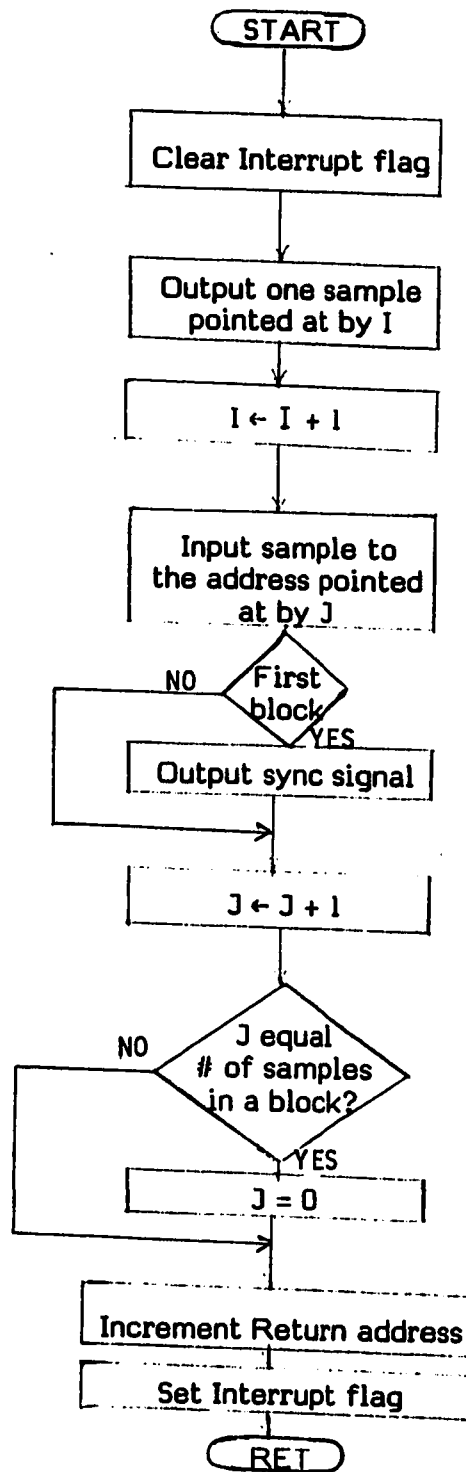 START
Clear Interrupt flag
Output one sample
pointed at by I
I ← I + 1
Input sample to
the address pointed
at by J
NO
First
block
YES
Output sync signal
J ← J + 1
NO
J equal
# of samples
in a block?
YES
J = 0
Increment Return address
Set Interrupt flag
RET